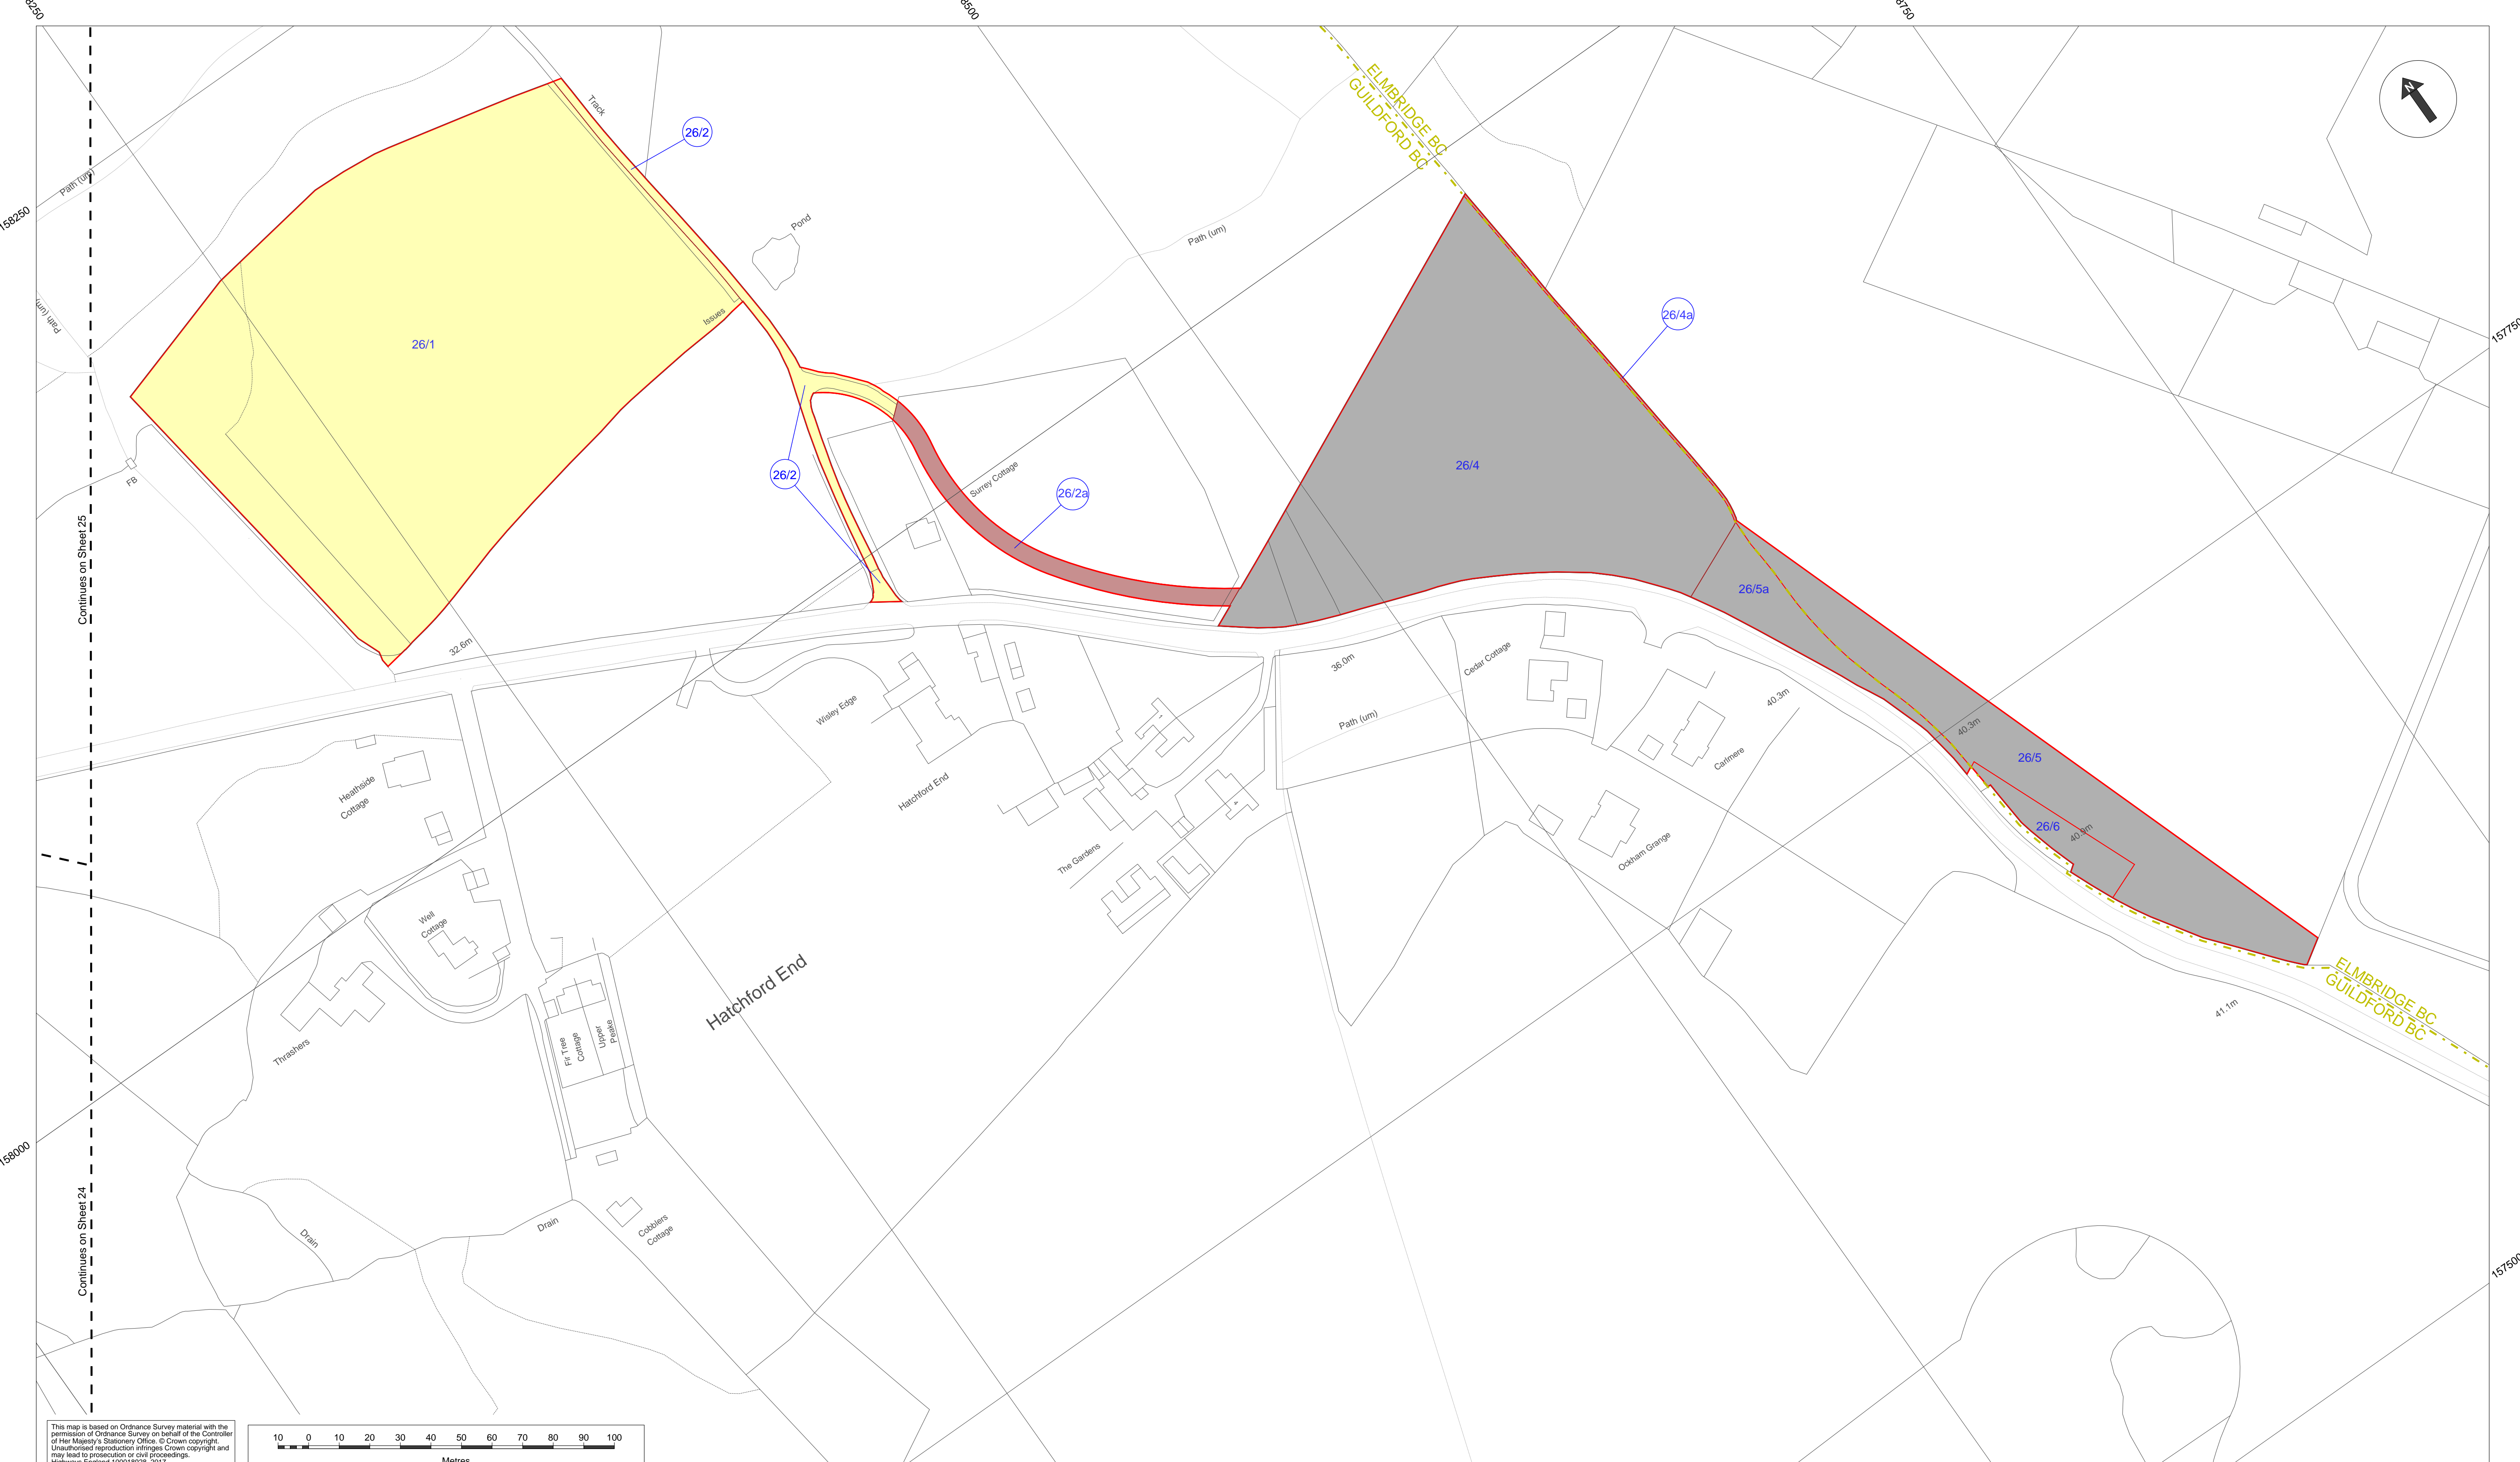 8250
8500
8750
ELMBRIDGE BC
GUILDFORD BC
N
Track
26/2
Path (um)
158250
Pond
Path (um)
Path (um)
Issues
26/1
26/4a
157750
26/4
26/2
Surrey Cottage
26/2a
FB
Continues on Sheet 25
26/5a
32.6m
36.0m
Cedar Cottage
40.3m
Wisley Edge
Path (um)
40.3m
26/5
Carlmere
Heathside
Cottage
Hatchford End
1
4
26/6
40.9m
The Gardens
Ockham Grange
Well
Cottage
Hatchford End
ELMBRIDGE BC
GUILDFORD BC
41.1m
Fir Tree
Cottage
Upper
Peake
Thrashers
158000
Continues on Sheet 24
Drain
Drain
Cobblers
Cottage
157500
This map is based on Ordnance Survey material with the
permission of Ordnance Survey on behalf of the Controller
of Her Majesty's Stationery Office. © Crown copyright.
Unauthorised reproduction infringes Crown copyright and
may lead to prosecution or civil proceedings.
Highways England 100018928, 2017
10 0 10 20 30 40 50 60 70 80 90 100
Metres